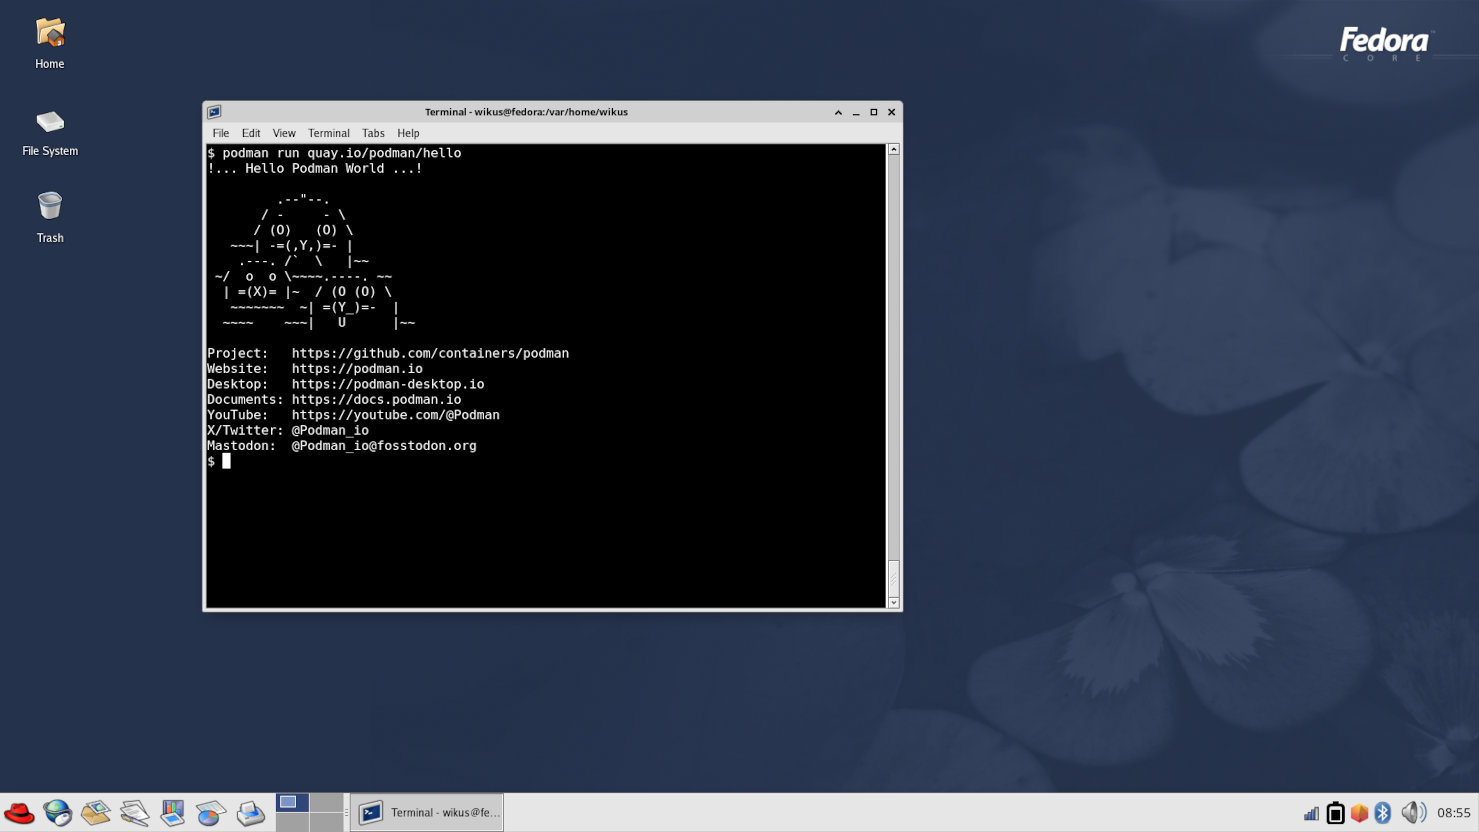 Home
File System
Trash
Fedora™
CORE
Terminal - wikus@fedora:/var/home/wikus
File Edit View Terminal Tabs Help
$ podman run quay.io/podman/hello
!... Hello Podman World ...!
         .--"--.
       / -     - \
      / (O)   (O) \
   ~~~| -=(,Y,)=- |
    .---. /`  \   |~~
 ~/  o  o \~~~~.----. ~~
  | =(X)= |~  / (O (O) \
   ~~~~~~~  ~| =(Y_)=-  |
  ~~~~    ~~~|   U      |~~
Project:   https://github.com/containers/podman
Website:   https://podman.io
Desktop:   https://podman-desktop.io
Documents: https://docs.podman.io
YouTube:   https://youtube.com/@Podman
X/Twitter: @Podman_io
Mastodon:  @Podman_io@fosstodon.org
$
Terminal - wikus@fe...
08:55